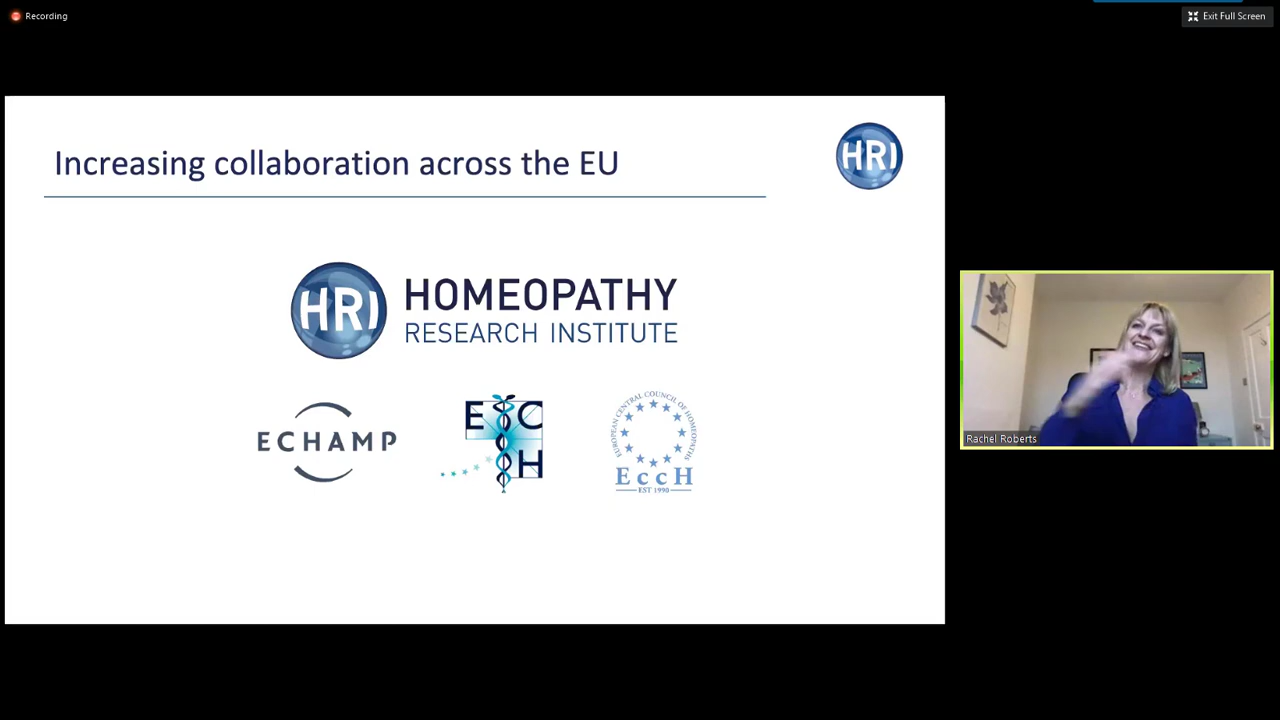 Recording
Exit Full Screen
Increasing collaboration across the EU
HRI
HRI
HOMEOPATHY
RESEARCH INSTITUTE
ECHAMP
E C
H
EUROPEAN CENTRAL COUNCIL OF HOMEOPATHS
EccH
EST 1990
Rachel Roberts